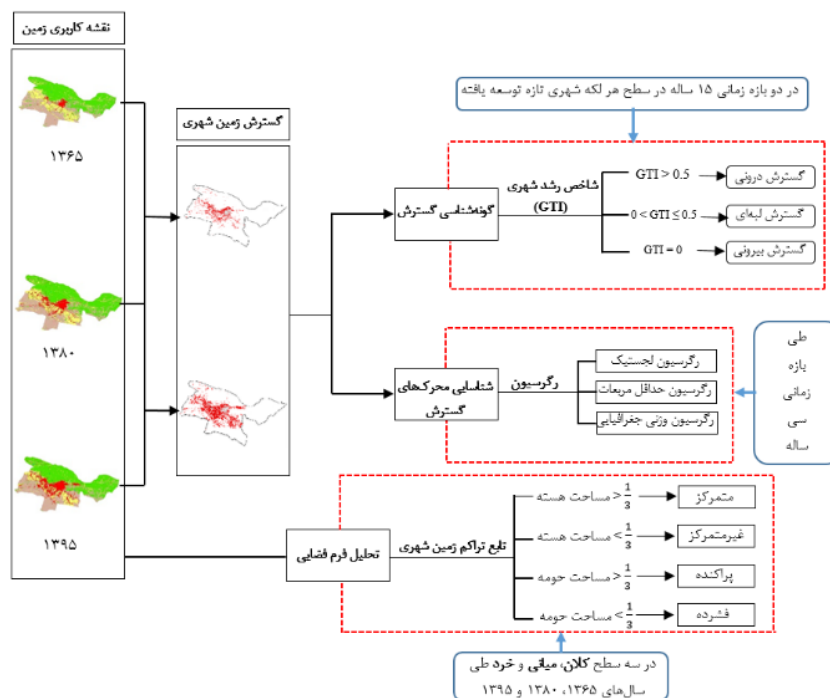 نقشه کاربری زمین
۱۳۶۵
۱۳۸۰
۱۳۹۵
گسترش زمین شهری
در دو بازه زمانی ۱۵ ساله در سطح هر لکه شهری تازه توسعه یافته
گونه‌شناسی گسترش
شاخص رشد شهری
(GTI)
GTI > 0.5
گسترش درونی
0 < GTI ≤ 0.5
گسترش لبه‌ای
GTI = 0
گسترش بیرونی
شناسایی محرک‌های
گسترش
رگرسیون
رگرسیون لجستیک
رگرسیون حداقل مربعات
رگرسیون وزنی جغرافیایی
طی
بازه
زمانی
سی
ساله
تحلیل فرم فضایی
تابع تراکم زمین شهری
مساحت هسته > 1/3
متمرکز
مساحت هسته < 1/3
غیرمتمرکز
مساحت حومه > 1/3
پراکنده
مساحت حومه < 1/3
فشرده
در سه سطح کلان، میانی و خرد طی
سال‌های ۱۳۶۵، ۱۳۸۰ و ۱۳۹۵